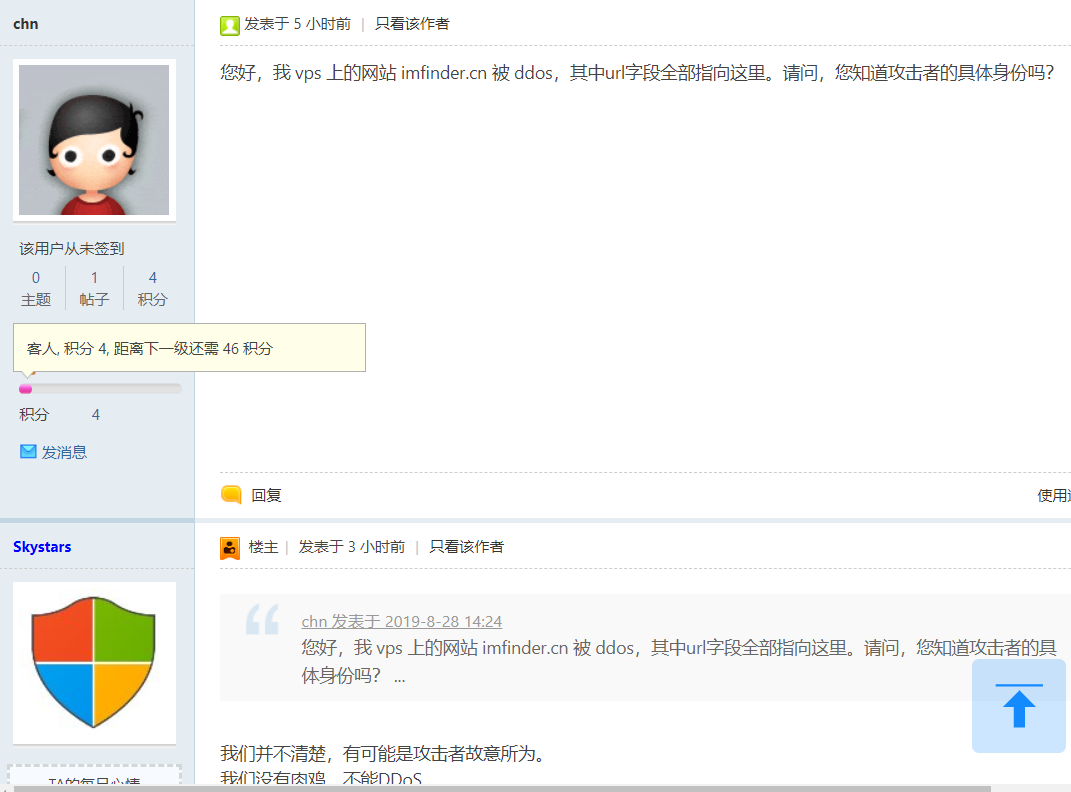 chn
发表于 5 小时前 | 只看该作者
您好，我 vps 上的网站 imfinder.cn 被 ddos，其中url字段全部指向这里。请问，您知道攻击者的具体身份吗？
该用户从未签到
0 1 4
主题 帖子 积分
客人, 积分 4, 距离下一级还需 46 积分
积分 4
发消息
回复
使用
Skystars
楼主 | 发表于 3 小时前 | 只看该作者
chn 发表于 2019-8-28 14:24
您好，我 vps 上的网站 imfinder.cn 被 ddos，其中url字段全部指向这里。请问，您知道攻击者的具
体身份吗？ ...
我们并不清楚，有可能是攻击者故意所为。
我们没有肉鸡，不能DDoS
TA的每日心情